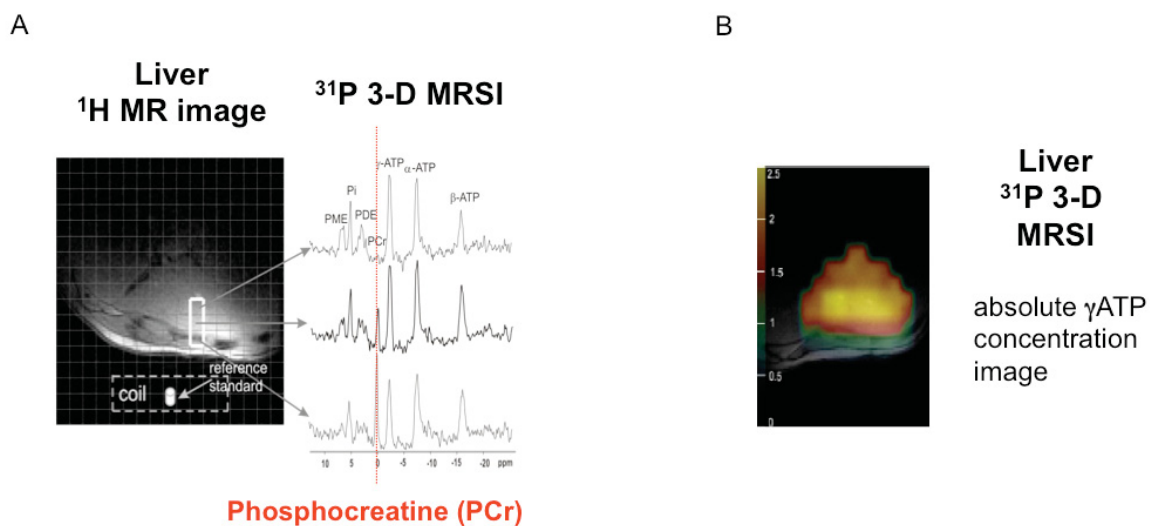 A
Liver
¹H MR image
³¹P 3-D MRSI
γ-ATP
α-ATP
β-ATP
Pi
PME
PDE
PCr
reference
standard
coil
10
5
0
-5
-10
-15
-20
ppm
Phosphocreatine (PCr)
B
2.5
2
1.5
1
0.5
0
Liver
³¹P 3-D
MRSI
absolute γATP
concentration
image